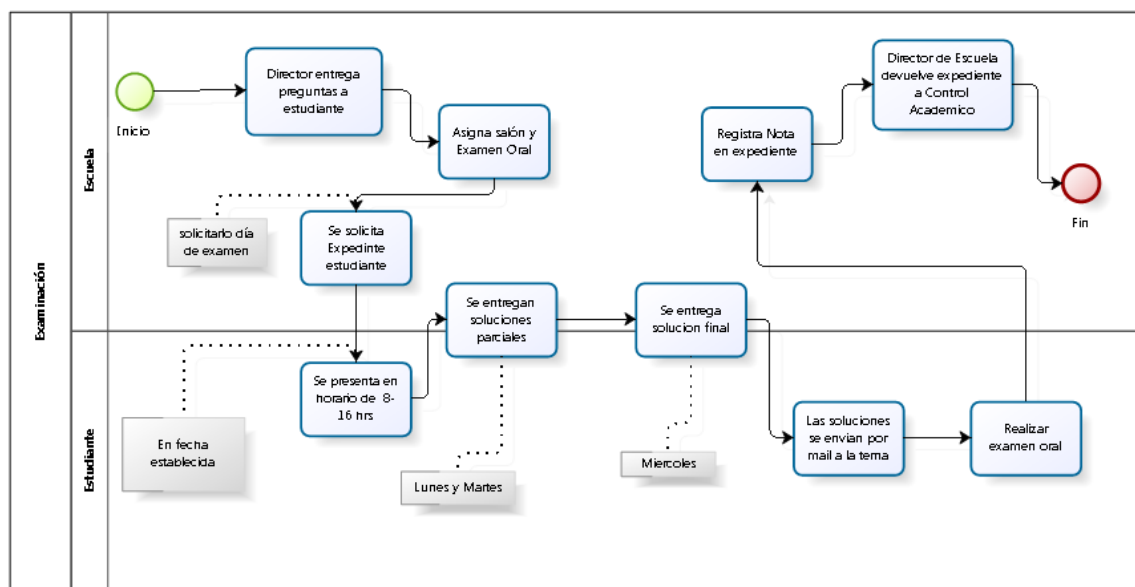 Examinación
Escuela
Estudiante
Inicio
Director entrega
preguntas a
estudiante
Asigna salón y
Examen Oral
solicitarlo día
de examen
Se solicita
Expedinte
estudiante
Se presenta en
horario de 8-
16 hrs
En fecha
establecida
Se entregan
soluciones
parciales
Lunes y Martes
Se entrega
solucion final
Miercoles
Las soluciones
se envian por
mail a la terna
Realizar
examen oral
Registra Nota
en expediente
Director de Escuela
devuelve expediente
a Control
Academico
Fin